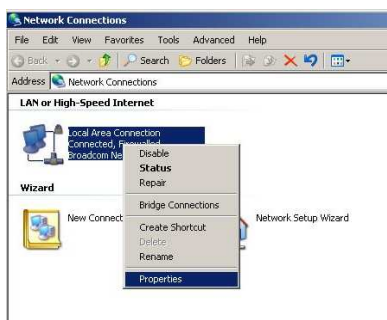 Network Connections
File Edit View Favorites Tools Advanced Help
Back Search Folders
Address Network Connections
LAN or High-Speed Internet
Local Area Connection
Connected, Firewalled
Broadcom Ne
Disable
Status
Repair
Bridge Connections
Create Shortcut
Delete
Rename
Properties
Wizard
New Connect
Network Setup Wizard